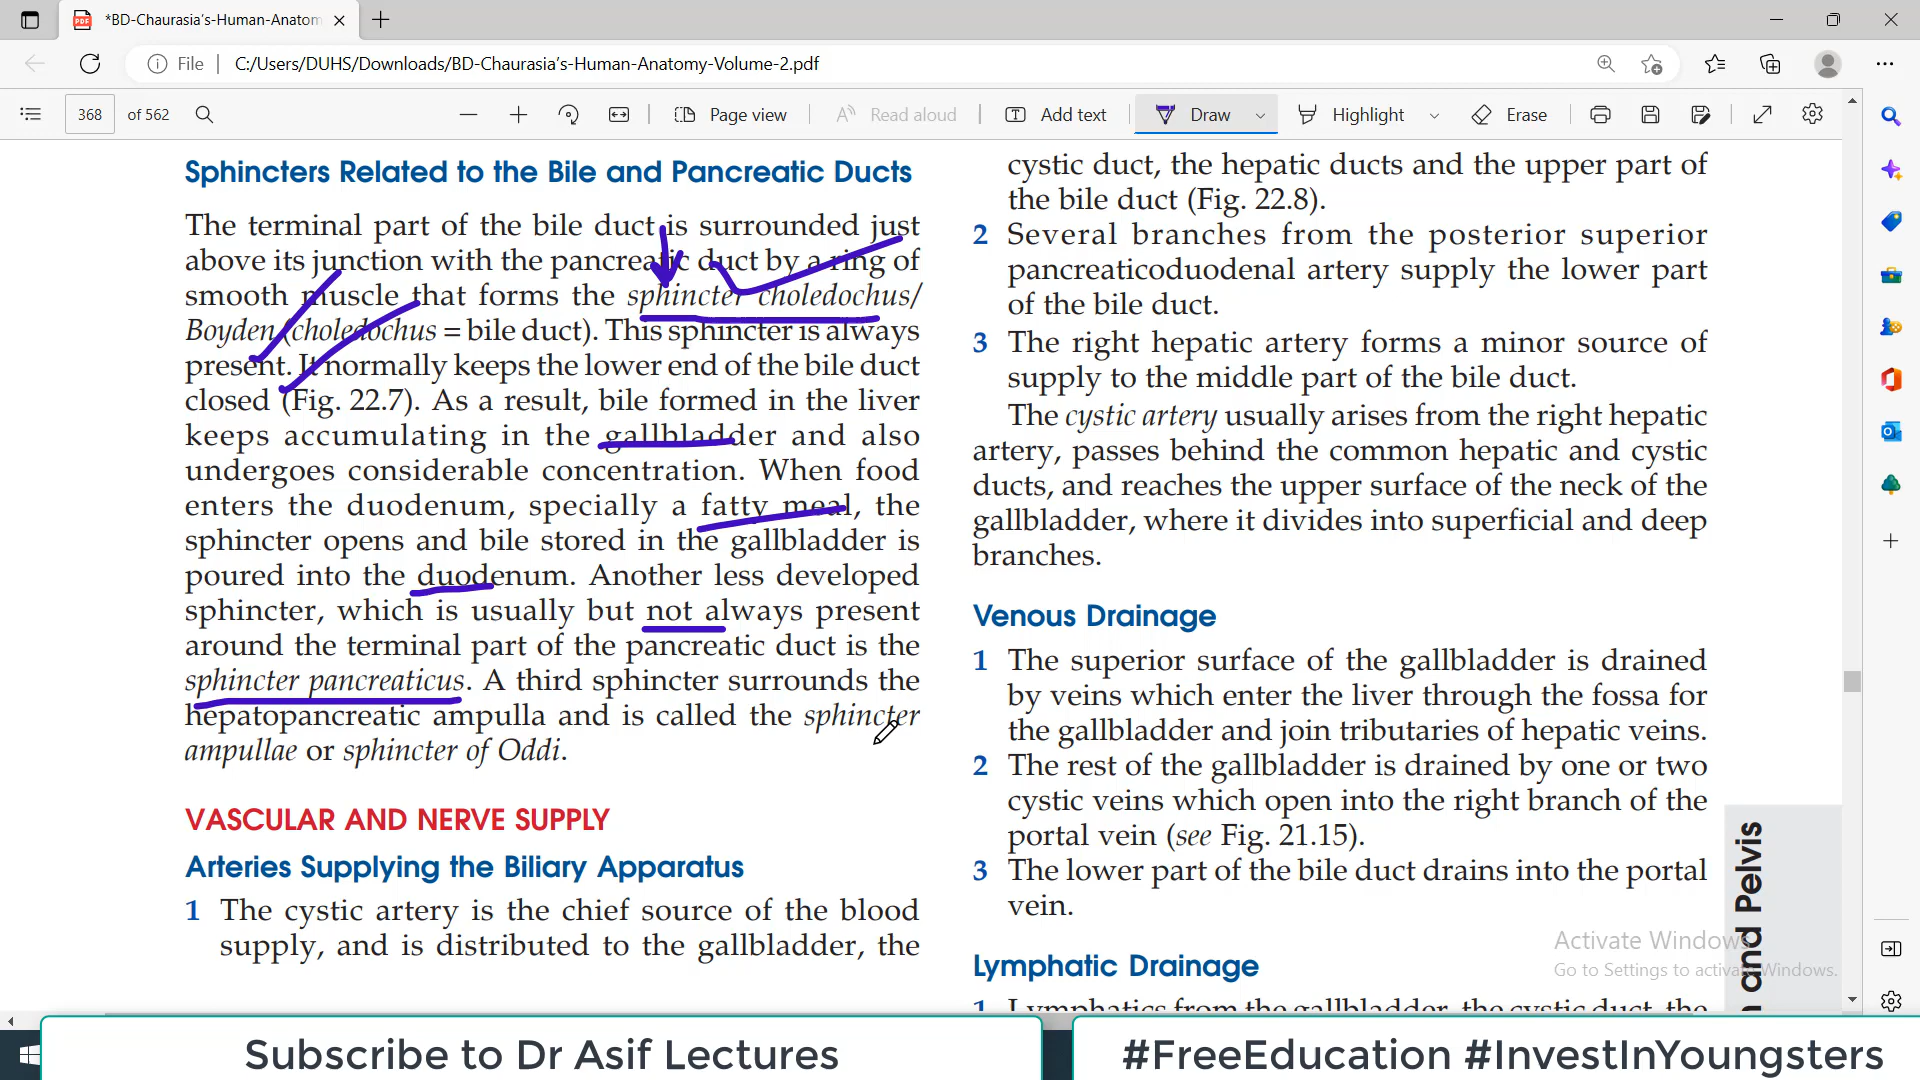 *BD-Chaurasia's-Human-Anatom
File
C:/Users/DUHS/Downloads/BD-Chaurasia's-Human-Anatomy-Volume-2.pdf
368 of 562
Page view
Read aloud
Add text
Draw
Highlight
Erase
Sphincters Related to the Bile and Pancreatic Ducts
The terminal part of the bile duct is surrounded just
above its junction with the pancreatic duct by a ring of
smooth muscle that forms the sphincter choledochus/
Boyden (choledochus = bile duct). This sphincter is always
present. It normally keeps the lower end of the bile duct
closed (Fig. 22.7). As a result, bile formed in the liver
keeps accumulating in the gallbladder and also
undergoes considerable concentration. When food
enters the duodenum, specially a fatty meal, the
sphincter opens and bile stored in the gallbladder is
poured into the duodenum. Another less developed
sphincter, which is usually but not always present
around the terminal part of the pancreatic duct is the
sphincter pancreaticus. A third sphincter surrounds the
hepatopancreatic ampulla and is called the sphincter
ampullae or sphincter of Oddi.
VASCULAR AND NERVE SUPPLY
Arteries Supplying the Biliary Apparatus
1 The cystic artery is the chief source of the blood
supply, and is distributed to the gallbladder, the
cystic duct, the hepatic ducts and the upper part of
the bile duct (Fig. 22.8).
2 Several branches from the posterior superior
pancreaticoduodenal artery supply the lower part
of the bile duct.
3 The right hepatic artery forms a minor source of
supply to the middle part of the bile duct.
The cystic artery usually arises from the right hepatic
artery, passes behind the common hepatic and cystic
ducts, and reaches the upper surface of the neck of the
gallbladder, where it divides into superficial and deep
branches.
Venous Drainage
1 The superior surface of the gallbladder is drained
by veins which enter the liver through the fossa for
the gallbladder and join tributaries of hepatic veins.
2 The rest of the gallbladder is drained by one or two
cystic veins which open into the right branch of the
portal vein (see Fig. 21.15).
3 The lower part of the bile duct drains into the portal
vein.
Lymphatic Drainage
1 Lymphatics from the gallbladder, the cystic duct, the
and Pelvis
Activate Windows
Go to Settings to activate Windows.
Subscribe to Dr Asif Lectures
#FreeEducation #InvestInYoungsters